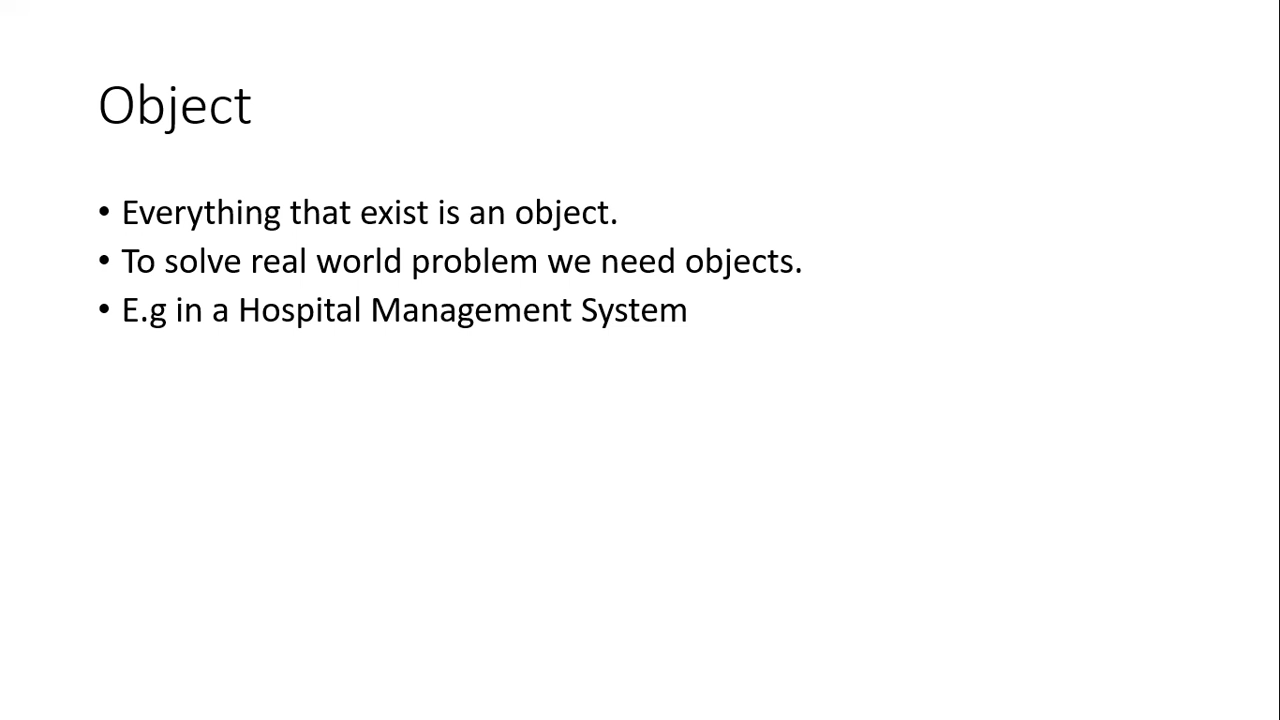 Object
• Everything that exist is an object.
• To solve real world problem we need objects.
• E.g in a Hospital Management System